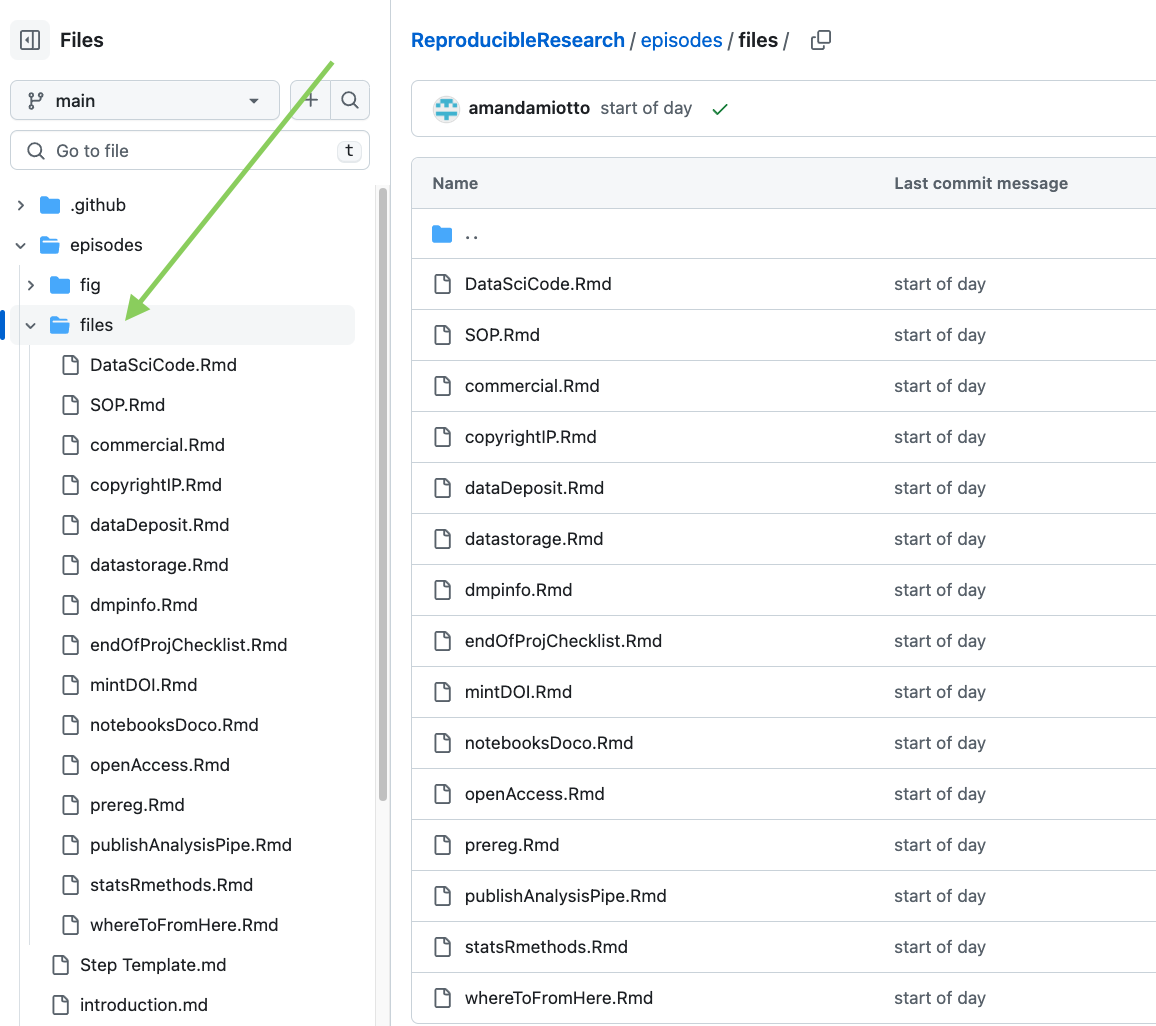 Files
main
Go to file
t
.github
episodes
fig
files
DataSciCode.Rmd
SOP.Rmd
commercial.Rmd
copyrightIP.Rmd
dataDeposit.Rmd
datastorage.Rmd
dmpinfo.Rmd
endOfProjChecklist.Rmd
mintDOI.Rmd
notebooksDoco.Rmd
openAccess.Rmd
prereg.Rmd
publishAnalysisPipe.Rmd
statsRmethods.Rmd
whereToFromHere.Rmd
Step Template.md
introduction.md
ReproducibleResearch / episodes / files /
amandamiotto start of day
Name Last commit message
..
DataSciCode.Rmd start of day
SOP.Rmd start of day
commercial.Rmd start of day
copyrightIP.Rmd start of day
dataDeposit.Rmd start of day
datastorage.Rmd start of day
dmpinfo.Rmd start of day
endOfProjChecklist.Rmd start of day
mintDOI.Rmd start of day
notebooksDoco.Rmd start of day
openAccess.Rmd start of day
prereg.Rmd start of day
publishAnalysisPipe.Rmd start of day
statsRmethods.Rmd start of day
whereToFromHere.Rmd start of day